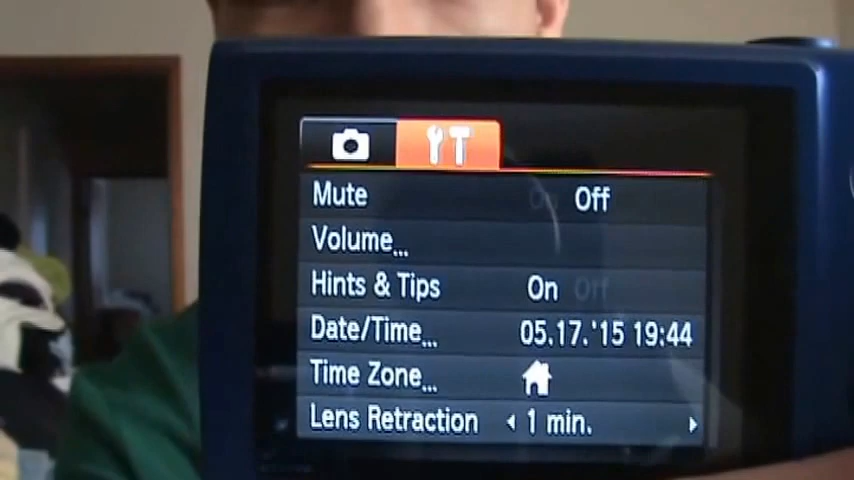 Mute On Off
Volume...
Hints & Tips On Off
Date/Time... 05.17.'15 19:44
Time Zone...
Lens Retraction 1 min.